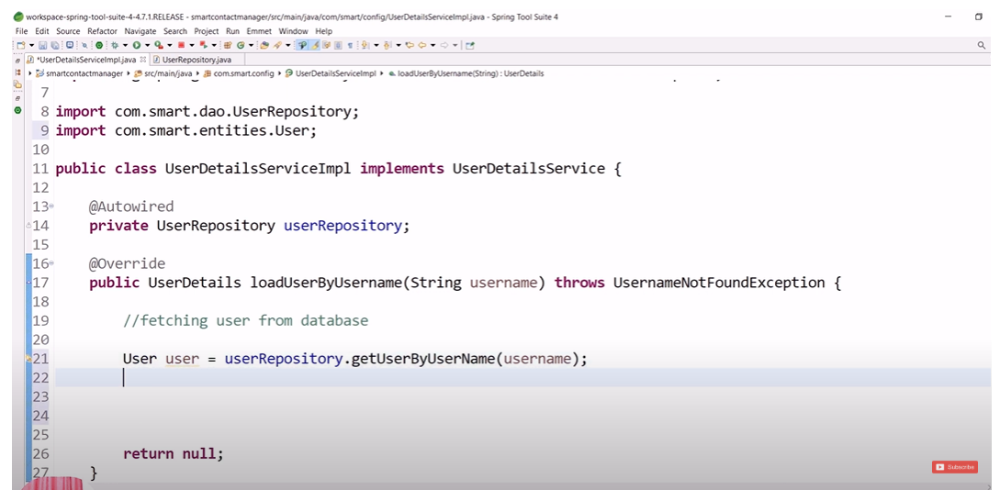 workspace-spring-tool-suite-4-4.7.1.RELEASE - smartcontactmanager/src/main/java/com/smart/config/UserDetailsServiceImpl.java - Spring Tool Suite 4
File Edit Source Refactor Navigate Search Project Run Emmet Window Help
*UserDetailsServiceImpl.java UserRepository.java
smartcontactmanager src/main/java com.smart.config UserDetailsServiceImpl loadUserByUsername(String) : UserDetails
7
8 import com.smart.dao.UserRepository;
9 import com.smart.entities.User;
10
11 public class UserDetailsServiceImpl implements UserDetailsService {
12
13 @Autowired
14 private UserRepository userRepository;
15
16 @Override
17 public UserDetails loadUserByUsername(String username) throws UsernameNotFoundException {
18
19 //fetching user from database
20
21 User user = userRepository.getUserByUserName(username);
22
23
24
25
26 return null;
27 }
Subscribe